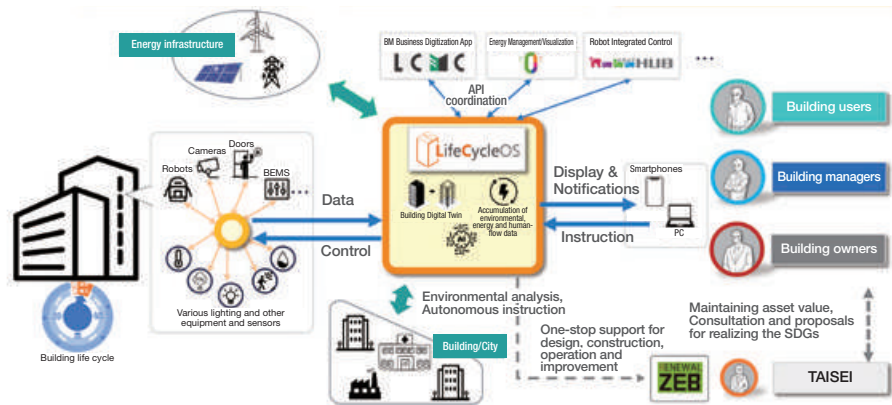 Energy infrastructure
BM Business Digitization App
LCMC
Energy Management/Visualization
Robot Integrated Control
HUB
...
API
coordination
Building users
Building managers
Building owners
Cameras
Doors
Robots
BEMS
...
Various lighting and other
equipment and sensors
Building life cycle
Data
Control
LifeCycleOS
Building Digital Twin
Accumulation of
environmental,
energy and human-
flow data
AI
Display &
Notifications
Instruction
Smartphones
PC
Environmental analysis,
Autonomous instruction
Building/City
One-stop support for
design, construction,
operation and
improvement
Maintaining asset value,
Consultation and proposals
for realizing the SDGs
RENEWAL
ZEB
TAISEI